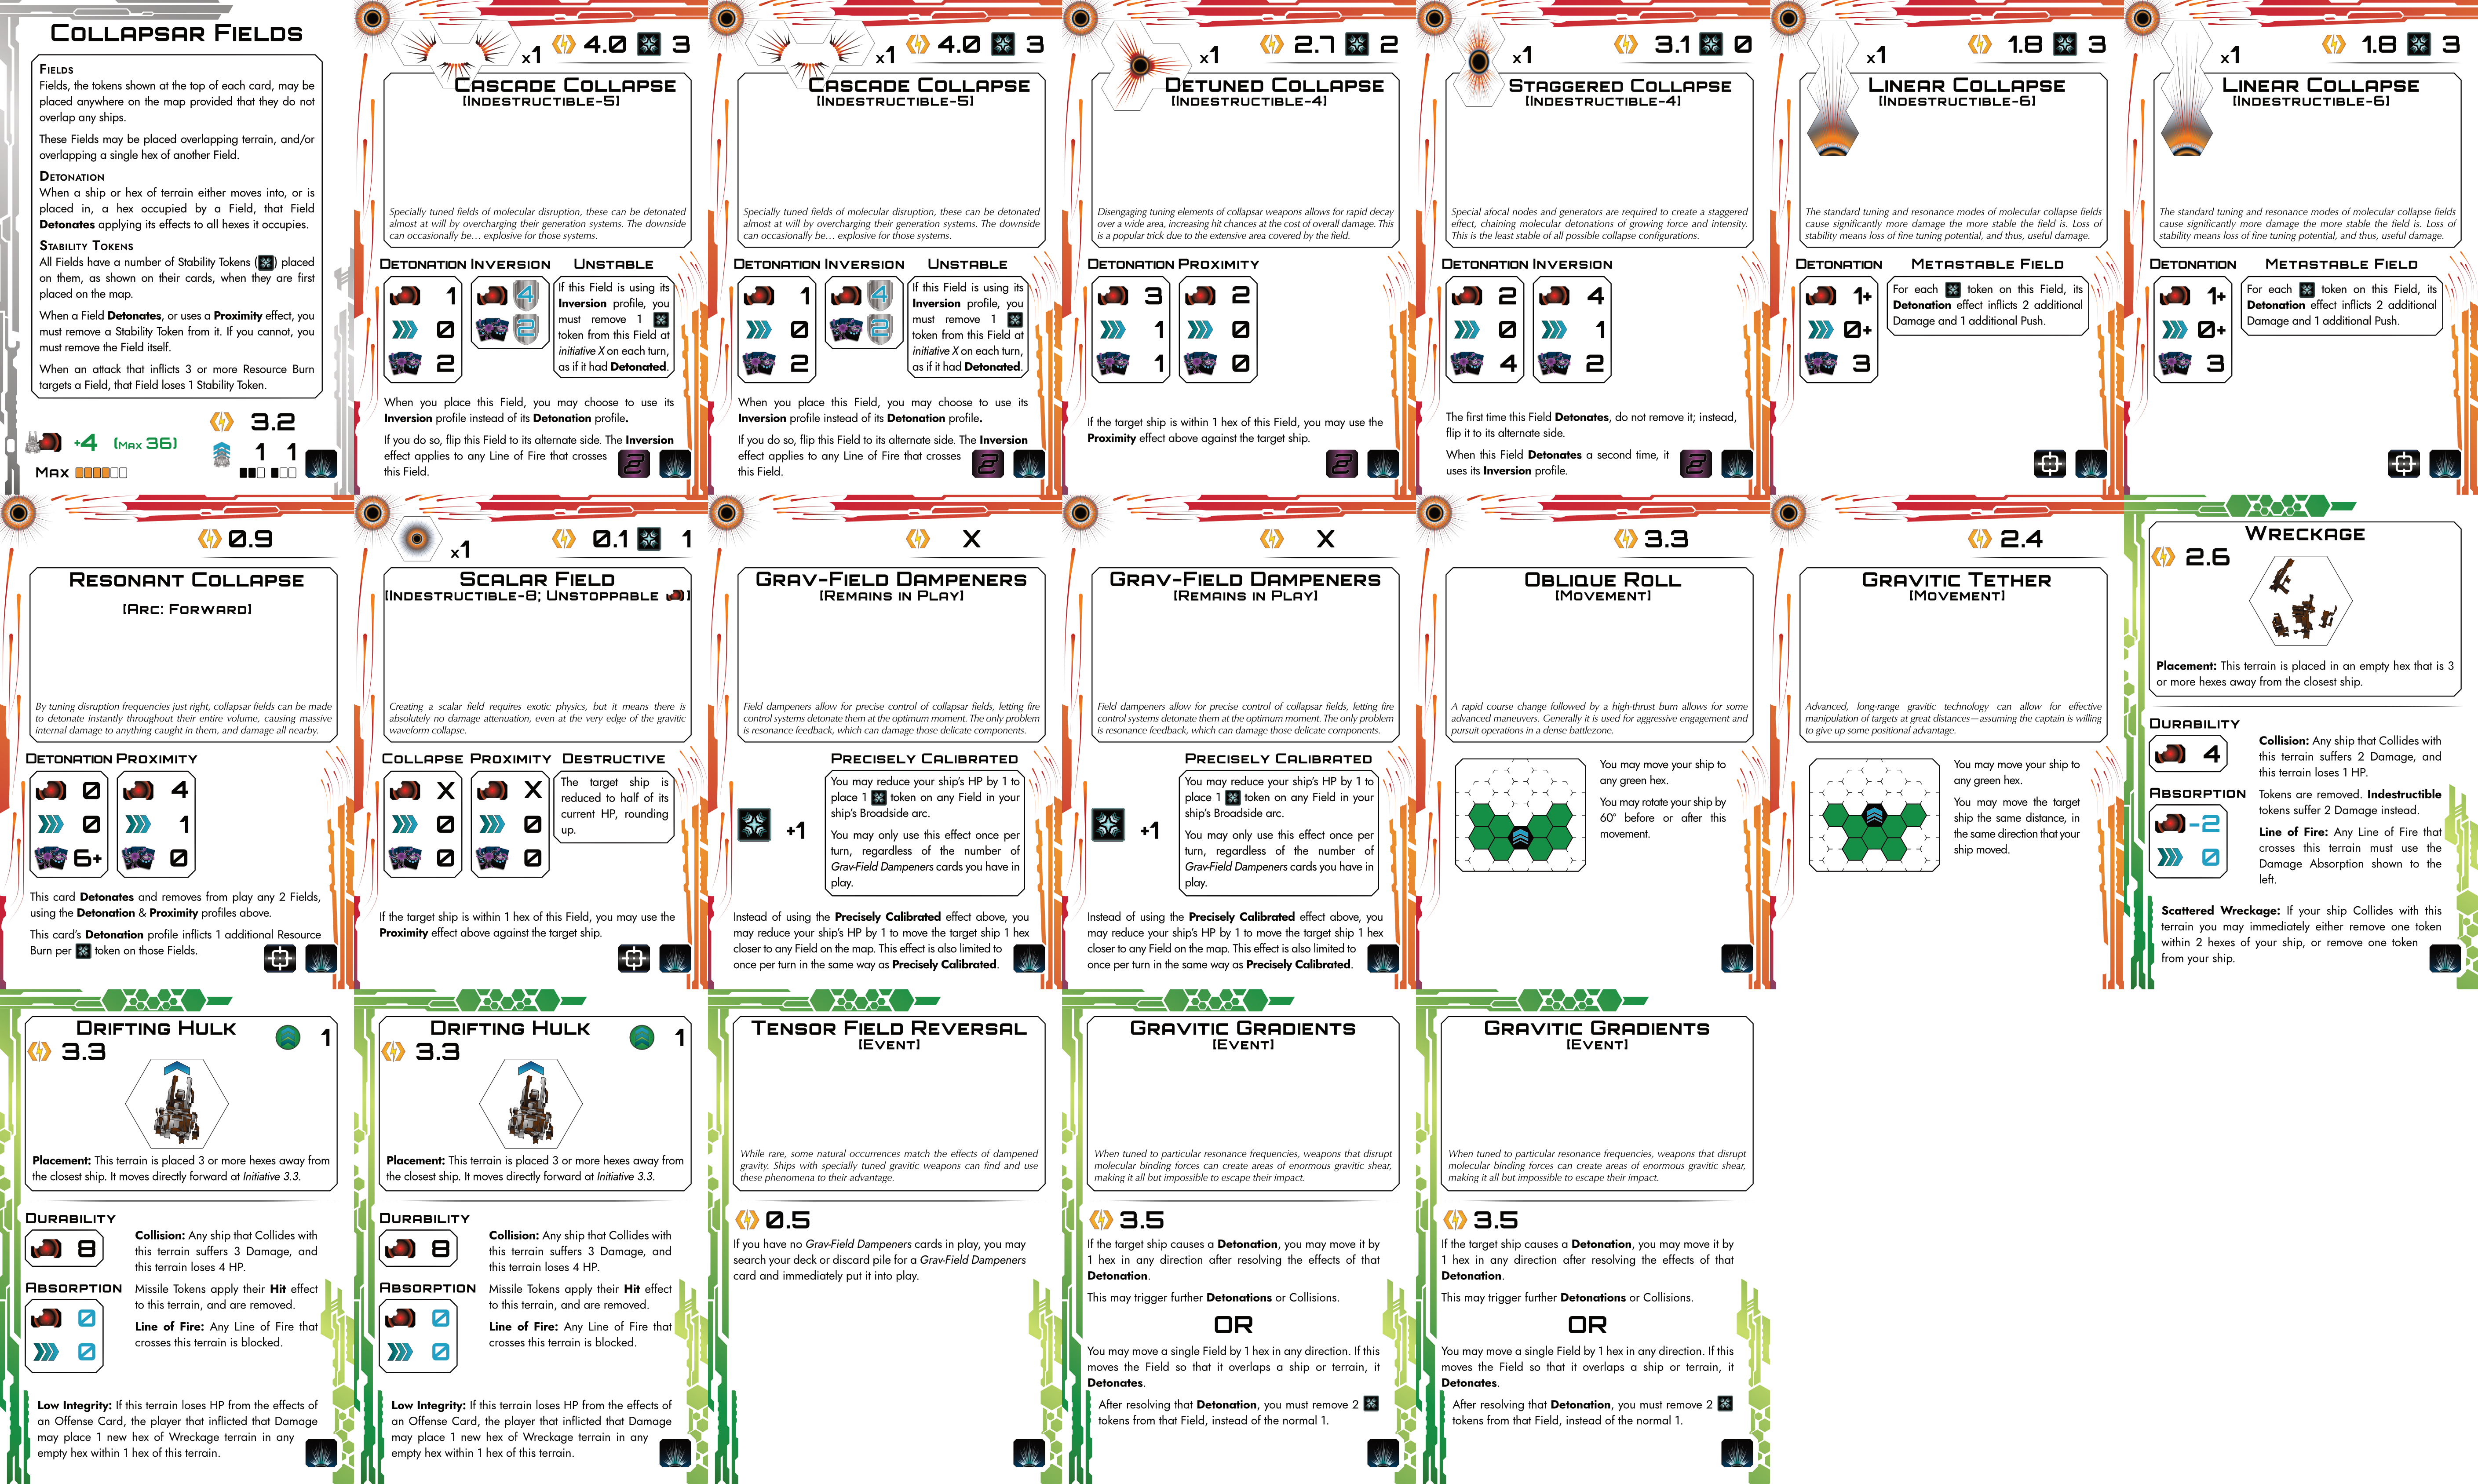 COLLAPSAR FIELDS
FIELDS
Fields, the tokens shown at the top of each card, may be
placed anywhere on the map provided that they do not
overlap any ships.
These Fields may be placed overlapping terrain, and/or
overlapping a single hex of another Field.
DETONATION
When a ship or hex of terrain either moves into, or is
placed in, a hex occupied by a Field, that Field
Detonates applying its effects to all hexes it occupies.
STABILITY TOKENS
All Fields have a number of Stability Tokens ( ) placed
on them, as shown on their cards, when they are first
placed on the map.
When a Field Detonates, or uses a Proximity effect, you
must remove a Stability Token from it. If you cannot, you
must remove the Field itself.
When an attack that inflicts 3 or more Resource Burn
targets a Field, that Field loses 1 Stability Token.
+4 (MAX 36)
3.2
1 1
MAX
x1 4.0 3
CASCADE COLLAPSE
[INDESTRUCTIBLE-5]
Specially tuned fields of molecular disruption, these can be detonated
almost at will by overcharging their generation systems. The downside
can occasionally be... explosive for those systems.
DETONATION INVERSION UNSTABLE
1
0
2
4
2
If this Field is using its
Inversion profile, you
must remove 1
token from this Field at
initiative X on each turn,
as if it had Detonated.
When you place this Field, you may choose to use its
Inversion profile instead of its Detonation profile.
If you do so, flip this Field to its alternate side. The Inversion
effect applies to any Line of Fire that crosses
this Field.
2
x1 4.0 3
CASCADE COLLAPSE
[INDESTRUCTIBLE-5]
Specially tuned fields of molecular disruption, these can be detonated
almost at will by overcharging their generation systems. The downside
can occasionally be... explosive for those systems.
DETONATION INVERSION UNSTABLE
1
0
2
4
2
If this Field is using its
Inversion profile, you
must remove 1
token from this Field at
initiative X on each turn,
as if it had Detonated.
When you place this Field, you may choose to use its
Inversion profile instead of its Detonation profile.
If you do so, flip this Field to its alternate side. The Inversion
effect applies to any Line of Fire that crosses
this Field.
2
x1 2.7 2
DETUNED COLLAPSE
[INDESTRUCTIBLE-4]
Disengaging tuning elements of collapsar weapons allows for rapid decay
over a wide area, increasing hit chances at the cost of overall damage. This
is a popular trick due to the extensive area covered by the field.
DETONATION PROXIMITY
3 2
1 0
1 0
If the target ship is within 1 hex of this Field, you may use the
Proximity effect above against the target ship.
2
x1 3.1 0
STAGGERED COLLAPSE
[INDESTRUCTIBLE-4]
Special afocal nodes and generators are required to create a staggered
effect, chaining molecular detonations of growing force and intensity.
This is the least stable of all possible collapse configurations.
DETONATION INVERSION
2 4
0 1
4 2
The first time this Field Detonates, do not remove it; instead,
flip it to its alternate side.
When this Field Detonates a second time, it
uses its Inversion profile.
2
x1 1.8 3
LINEAR COLLAPSE
[INDESTRUCTIBLE-6]
The standard tuning and resonance modes of molecular collapse fields
cause significantly more damage the more stable the field is. Loss of
stability means loss of fine tuning potential, and thus, useful damage.
DETONATION METASTABLE FIELD
1+
0+
3
For each token on this Field, its
Detonation effect inflicts 2 additional
Damage and 1 additional Push.
x1 1.8 3
LINEAR COLLAPSE
[INDESTRUCTIBLE-6]
The standard tuning and resonance modes of molecular collapse fields
cause significantly more damage the more stable the field is. Loss of
stability means loss of fine tuning potential, and thus, useful damage.
DETONATION METASTABLE FIELD
1+
0+
3
For each token on this Field, its
Detonation effect inflicts 2 additional
Damage and 1 additional Push.
0.9
RESONANT COLLAPSE
[ARC: FORWARD]
By tuning disruption frequencies just right, collapsar fields can be made
to detonate instantly throughout their entire volume, causing massive
internal damage to anything caught in them, and damage all nearby.
DETONATION PROXIMITY
0 4
0 1
6+ 0
This card Detonates and removes from play any 2 Fields,
using the Detonation & Proximity profiles above.
This card's Detonation profile inflicts 1 additional Resource
Burn per token on those Fields.
x1 0.1 1
SCALAR FIELD
[INDESTRUCTIBLE-8; UNSTOPPABLE ]
Creating a scalar field requires exotic physics, but it means there is
absolutely no damage attenuation, even at the very edge of the gravitic
waveform collapse.
COLLAPSE PROXIMITY DESTRUCTIVE
X X
0 0
0 0
The target ship is
reduced to half of its
current HP, rounding
up.
If the target ship is within 1 hex of this Field, you may use the
Proximity effect above against the target ship.
X
GRAV-FIELD DAMPENERS
[REMAINS IN PLAY]
Field dampeners allow for precise control of collapsar fields, letting fire
control systems detonate them at the optimum moment. The only problem
is resonance feedback, which can damage those delicate components.
PRECISELY CALIBRATED
+1
You may reduce your ship's HP by 1 to
place 1 token on any Field in your
ship's Broadside arc.
You may only use this effect once per
turn, regardless of the number of
Grav-Field Dampeners cards you have in
play.
Instead of using the Precisely Calibrated effect above, you
may reduce your ship's HP by 1 to move the target ship 1 hex
closer to any Field on the map. This effect is also limited to
once per turn in the same way as Precisely Calibrated.
X
GRAV-FIELD DAMPENERS
[REMAINS IN PLAY]
Field dampeners allow for precise control of collapsar fields, letting fire
control systems detonate them at the optimum moment. The only problem
is resonance feedback, which can damage those delicate components.
PRECISELY CALIBRATED
+1
You may reduce your ship's HP by 1 to
place 1 token on any Field in your
ship's Broadside arc.
You may only use this effect once per
turn, regardless of the number of
Grav-Field Dampeners cards you have in
play.
Instead of using the Precisely Calibrated effect above, you
may reduce your ship's HP by 1 to move the target ship 1 hex
closer to any Field on the map. This effect is also limited to
once per turn in the same way as Precisely Calibrated.
3.3
OBLIQUE ROLL
[MOVEMENT]
A rapid course change followed by a high-thrust burn allows for some
advanced maneuvers. Generally it is used for aggressive engagement and
pursuit operations in a dense battlezone.
You may move your ship to
any green hex.
You may rotate your ship by
60° before or after this
movement.
2.4
GRAVITIC TETHER
[MOVEMENT]
Advanced, long-range gravitic technology can allow for effective
manipulation of targets at great distances—assuming the captain is willing
to give up some positional advantage.
You may move your ship to
any green hex.
You may move the target
ship the same distance, in
the same direction that your
ship moved.
WRECKAGE
2.6
Placement: This terrain is placed in an empty hex that is 3
or more hexes away from the closest ship.
DURABILITY
4
ABSORPTION
-2
0
Collision: Any ship that Collides with
this terrain suffers 2 Damage, and
this terrain loses 1 HP.
Tokens are removed. Indestructible
tokens suffer 2 Damage instead.
Line of Fire: Any Line of Fire that
crosses this terrain must use the
Damage Absorption shown to the
left.
Scattered Wreckage: If your ship Collides with this
terrain you may immediately either remove one token
within 2 hexes of your ship, or remove one token
from your ship.
DRIFTING HULK
1
3.3
Placement: This terrain is placed 3 or more hexes away from
the closest ship. It moves directly forward at Initiative 3.3.
DURABILITY
8
ABSORPTION
0
0
Collision: Any ship that Collides with
this terrain suffers 3 Damage, and
this terrain loses 4 HP.
Missile Tokens apply their Hit effect
to this terrain, and are removed.
Line of Fire: Any Line of Fire that
crosses this terrain is blocked.
Low Integrity: If this terrain loses HP from the effects of
an Offense Card, the player that inflicted that Damage
may place 1 new hex of Wreckage terrain in any
empty hex within 1 hex of this terrain.
DRIFTING HULK
1
3.3
Placement: This terrain is placed 3 or more hexes away from
the closest ship. It moves directly forward at Initiative 3.3.
DURABILITY
8
ABSORPTION
0
0
Collision: Any ship that Collides with
this terrain suffers 3 Damage, and
this terrain loses 4 HP.
Missile Tokens apply their Hit effect
to this terrain, and are removed.
Line of Fire: Any Line of Fire that
crosses this terrain is blocked.
Low Integrity: If this terrain loses HP from the effects of
an Offense Card, the player that inflicted that Damage
may place 1 new hex of Wreckage terrain in any
empty hex within 1 hex of this terrain.
TENSOR FIELD REVERSAL
[EVENT]
While rare, some natural occurrences match the effects of dampened
gravity. Ships with specially tuned gravitic weapons can find and use
these phenomena to their advantage.
0.5
If you have no Grav-Field Dampeners cards in play, you may
search your deck or discard pile for a Grav-Field Dampeners
card and immediately put it into play.
GRAVITIC GRADIENTS
[EVENT]
When tuned to particular resonance frequencies, weapons that disrupt
molecular binding forces can create areas of enormous gravitic shear,
making it all but impossible to escape their impact.
3.5
If the target ship causes a Detonation, you may move it by
1 hex in any direction after resolving the effects of that
Detonation.
This may trigger further Detonations or Collisions.
OR
You may move a single Field by 1 hex in any direction. If this
moves the Field so that it overlaps a ship or terrain, it
Detonates.
After resolving that Detonation, you must remove 2
tokens from that Field, instead of the normal 1.
GRAVITIC GRADIENTS
[EVENT]
When tuned to particular resonance frequencies, weapons that disrupt
molecular binding forces can create areas of enormous gravitic shear,
making it all but impossible to escape their impact.
3.5
If the target ship causes a Detonation, you may move it by
1 hex in any direction after resolving the effects of that
Detonation.
This may trigger further Detonations or Collisions.
OR
You may move a single Field by 1 hex in any direction. If this
moves the Field so that it overlaps a ship or terrain, it
Detonates.
After resolving that Detonation, you must remove 2
tokens from that Field, instead of the normal 1.